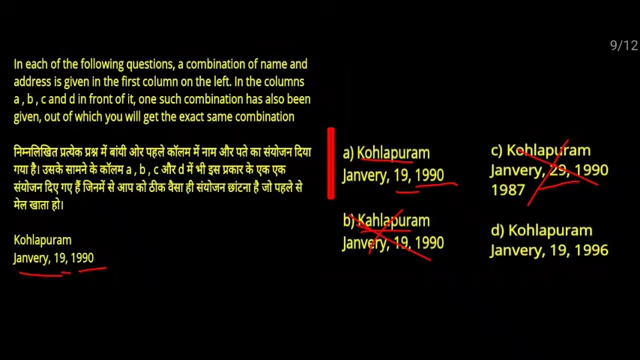 9/12
In each of the following questions, a combination of name and
address is given in the first column on the left. In the columns
a , b , c and d in front of it, one such combination has also been
given, out of which you will get the exact same combination
निम्नलिखित प्रत्येक प्रश्न में बांयी ओर पहले कॉलम में नाम और पते का संयोजन दिया
गया है। उसके सामने के कॉलम a , b , c और d में भी इस प्रकार के एक एक
संयोजन दिए गए हैं जिनमें से आप को ठीक वैसा ही संयोजन छांटना है जो पहले से
मेल खाता हो।
Kohlapuram
Janvery, 19, 1990
a) Kohlapuram
Janvery, 19, 1990
b) Kahlapuram
Janvery, 19, 1990
c) Kohlapuram
Janvery, 29, 1990
1987
d) Kohlapuram
Janvery, 19, 1996